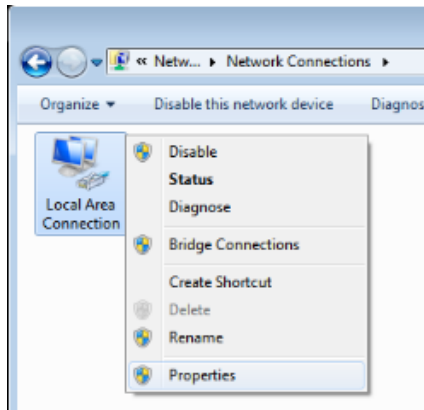 « Netw... ▸ Network Connections ▸
Organize ▾ Disable this network device Diagnos
Local Area
Connection
Disable
Status
Diagnose
Bridge Connections
Create Shortcut
Delete
Rename
Properties